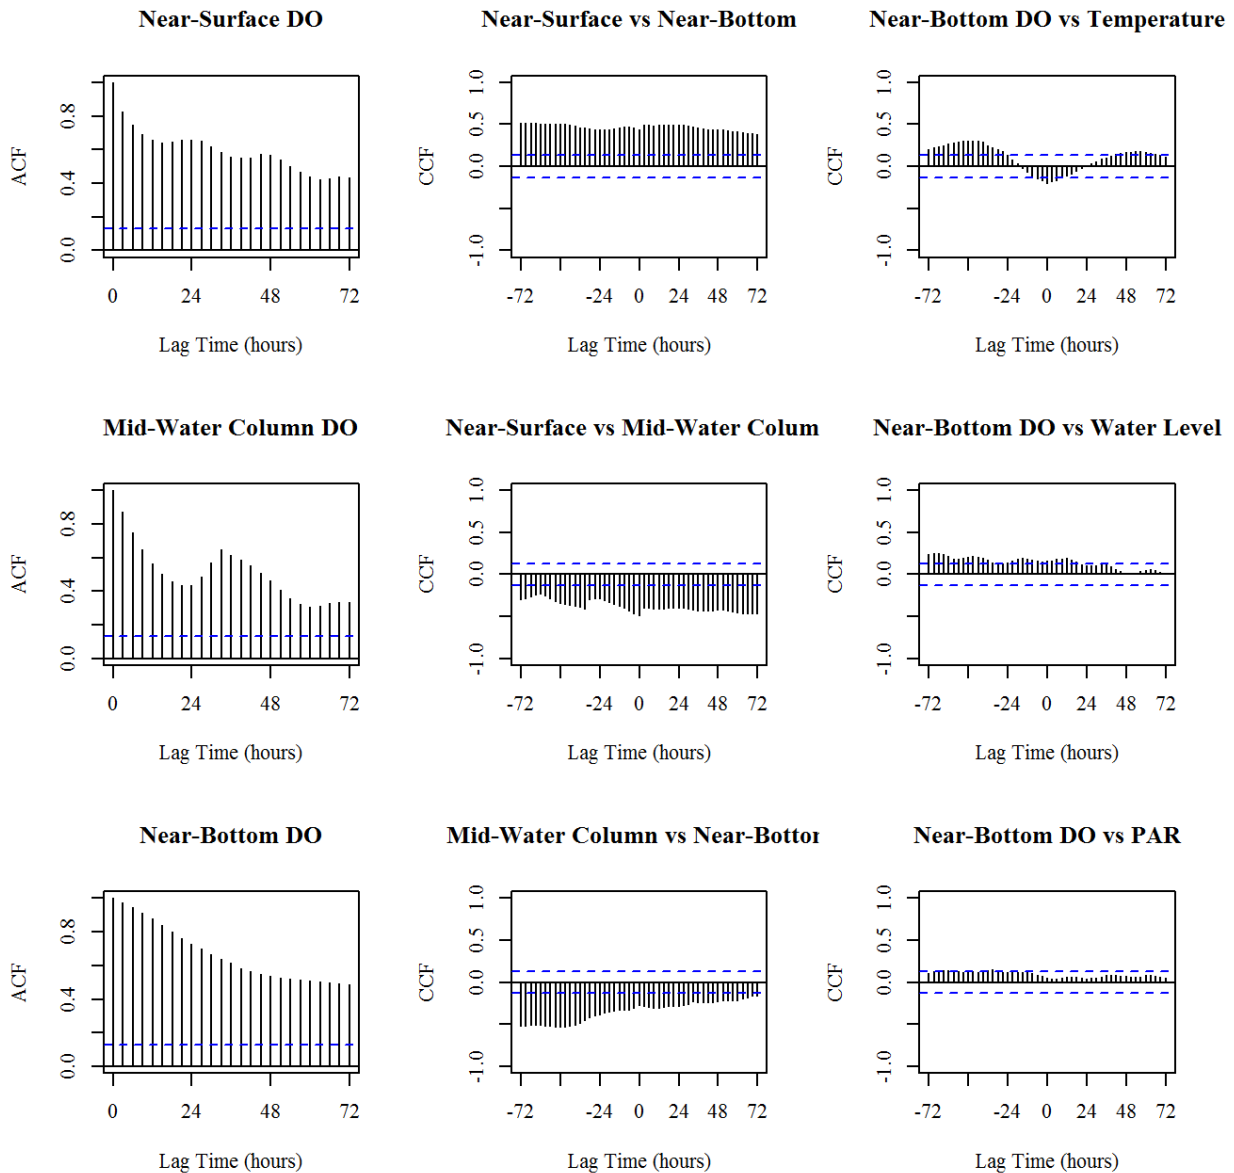 Near-Surface DO
ACF
0.8
0.4
0.0
0 24 48 72
Lag Time (hours)
Near-Surface vs Near-Bottom
CCF
1.0
0.5
0.0
-1.0
-72 -24 0 24 48 72
Lag Time (hours)
Near-Bottom DO vs Temperature
CCF
1.0
0.5
0.0
-1.0
-72 -24 0 24 48 72
Lag Time (hours)
Mid-Water Column DO
ACF
0.8
0.4
0.0
0 24 48 72
Lag Time (hours)
Near-Surface vs Mid-Water Colum
CCF
1.0
0.5
0.0
-1.0
-72 -24 0 24 48 72
Lag Time (hours)
Near-Bottom DO vs Water Level
CCF
1.0
0.5
0.0
-1.0
-72 -24 0 24 48 72
Lag Time (hours)
Near-Bottom DO
ACF
0.8
0.4
0.0
0 24 48 72
Lag Time (hours)
Mid-Water Column vs Near-Bottor
CCF
1.0
0.5
0.0
-1.0
-72 -24 0 24 48 72
Lag Time (hours)
Near-Bottom DO vs PAR
CCF
1.0
0.5
0.0
-1.0
-72 -24 0 24 48 72
Lag Time (hours)